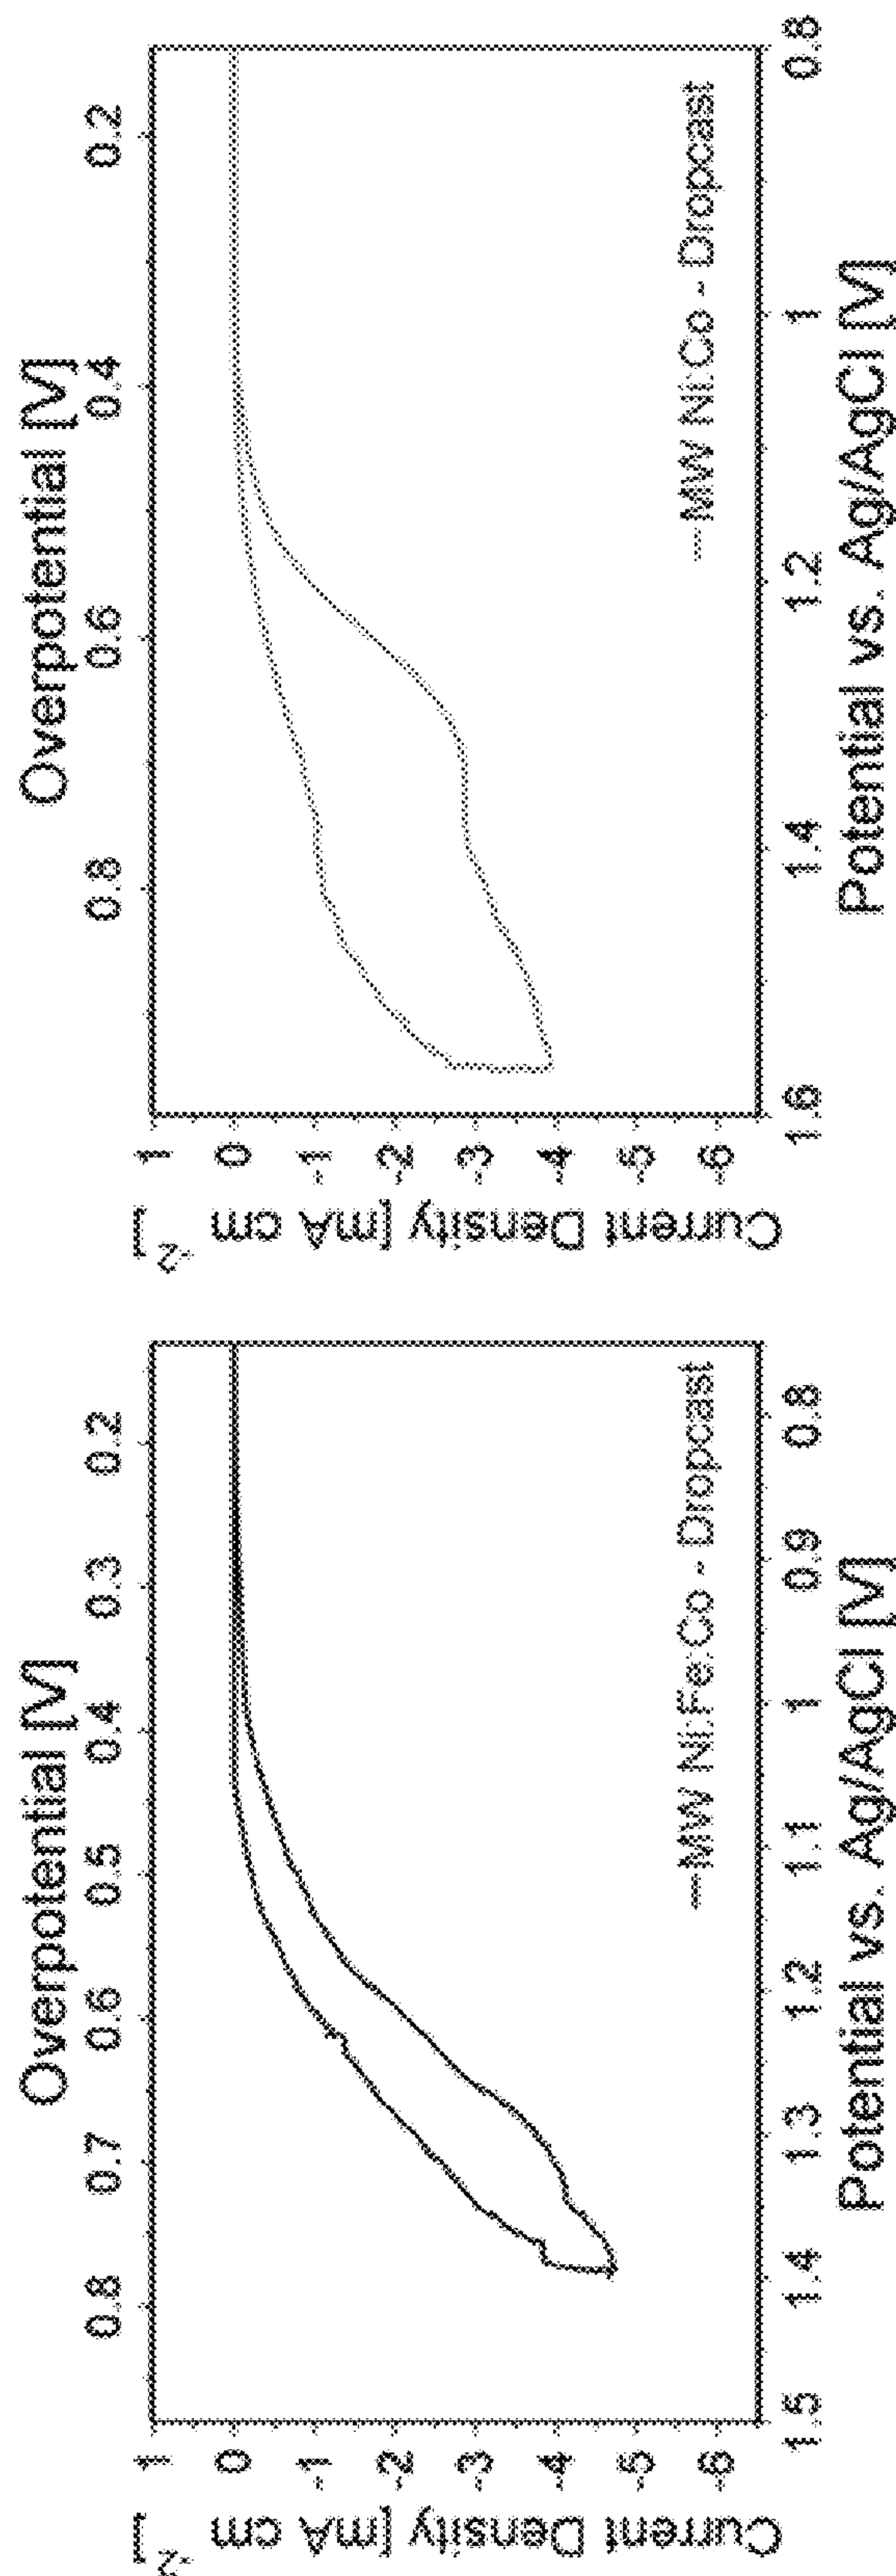 Overpotential [V]
0.8 0.7 0.6 0.5 0.4 0.3 0.2
Current Density [mA cm-2]
1
0
-1
-2
-3
-4
-5
-6
MW Ni:Fe:Co - Dropcast
1.5 1.4 1.3 1.2 1.1 1 0.9 0.8
Potential vs. Ag/AgCl [V]
Overpotential [V]
0.8 0.6 0.4 0.2
Current Density [mA cm-2]
1
0
-1
-2
-3
-4
-5
-6
MW Ni:Co - Dropcast
1.6 1.4 1.2 1 0.8
Potential vs. Ag/AgCl [V]